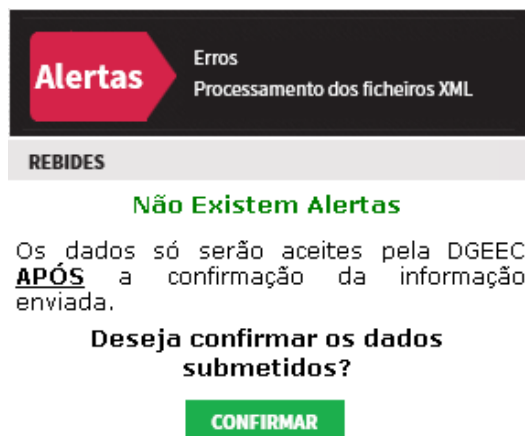 Alertas
Erros
Processamento dos ficheiros XML
REBIDES
Não Existem Alertas
Os dados só serão aceites pela DGEEC
APÓS a confirmação da informação
enviada.
Deseja confirmar os dados
submetidos?
CONFIRMAR